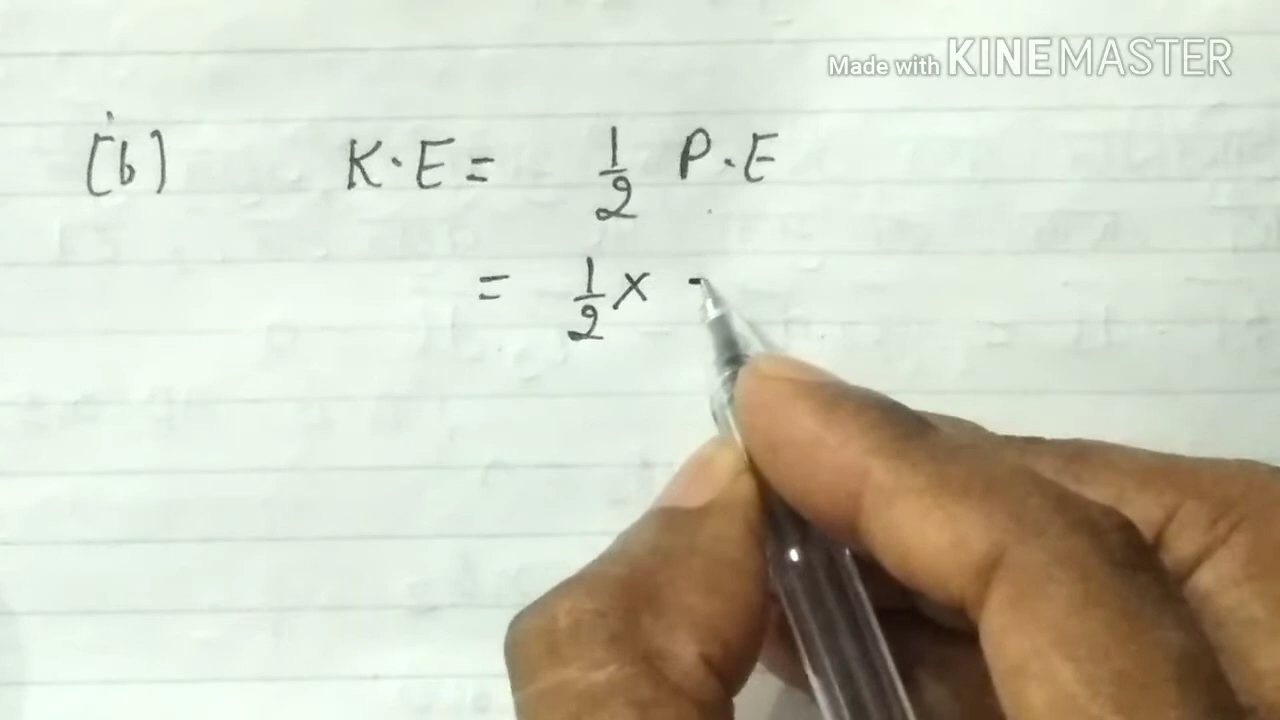 Made with KINEMASTER
(b) K.E = 1/2 P.E
= 1/2 x -